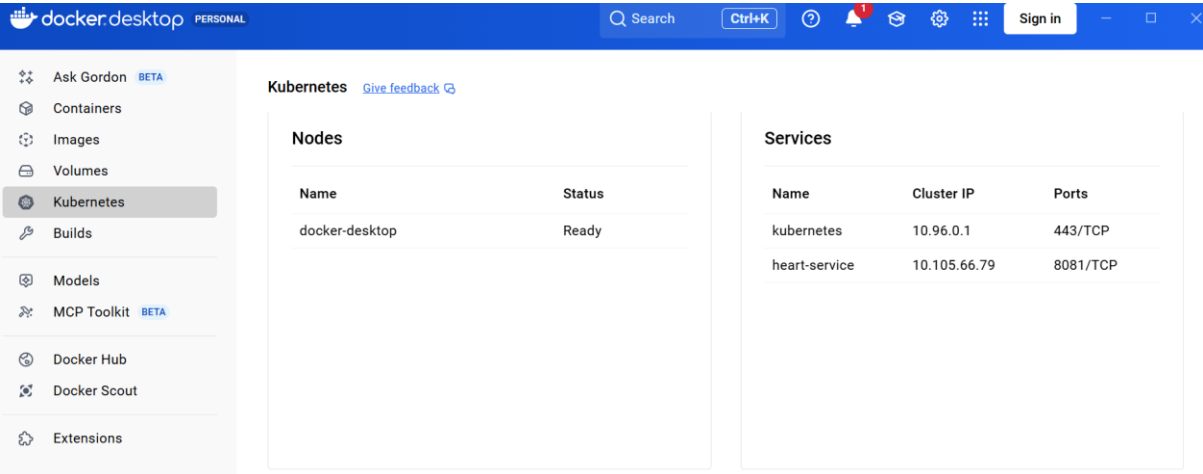 docker.desktop PERSONAL
Search Ctrl+K ? 1 Sign in
Ask Gordon BETA
Containers
Images
Volumes
Kubernetes
Builds
Models
MCP Toolkit BETA
Docker Hub
Docker Scout
Extensions
Kubernetes Give feedback
Nodes
Name Status
docker-desktop Ready
Services
Name Cluster IP Ports
kubernetes 10.96.0.1 443/TCP
heart-service 10.105.66.79 8081/TCP